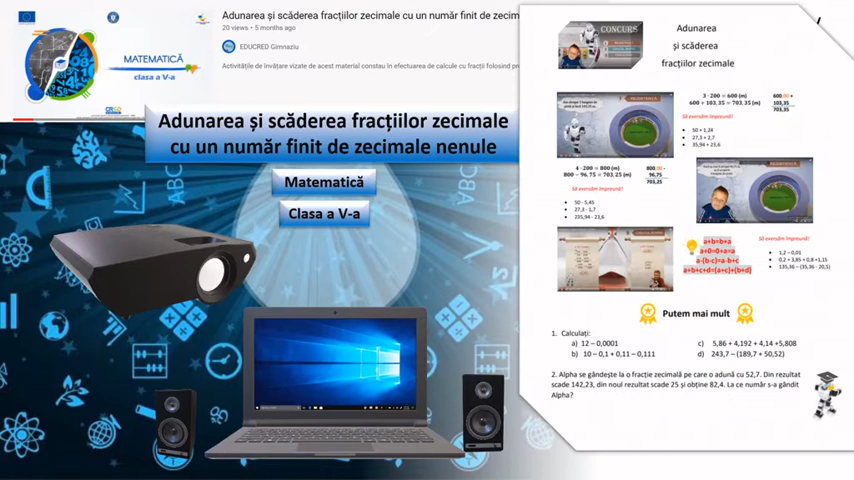 Adunarea și scăderea fracțiilor zecimale cu un număr finit de zecim
20 views • 5 months ago
EDUCRED Gimnaziu
Activitățile de învățare vizate de acest material constau în efectuarea de calcule cu fracții folosind pr
MATEMATICĂ
clasa a V-a
Adunarea și scăderea fracțiilor zecimale
cu un număr finit de zecimale nenule
Matematică
Clasa a V-a
CONCURS
Adunarea
și scăderea
fracțiilor zecimale
3 · 200 = 600 (m)
600 + 103,35 = 703,35 (m)
600,00 +
103,35
703,35
Să exersăm împreună!
• 50 + 1,24
• 27,3 + 2,7
• 35,94 + 23,6
4 · 200 = 800 (m)
800 − 96,75 = 703,25 (m)
800,00 -
96,75
703,25
Să exersăm împreună!
• 50 - 5,45
• 27,3 - 1,7
• 235,94 - 23,6
a+b=b+a
a+0=0+a=a
a-(b-c)=a-b+c
a+b+c+d=(a+c)+(b+d)
Să exersăm împreună!
• 1,2 – 0,01
• 0,2 + 3,85 + 0,8 +1,15
• 135,36 – (35,36 - 20,5)
Putem mai mult
1. Calculați:
a) 12 – 0,0001
b) 10 – 0,1 + 0,11 – 0,111
c) 5,86 + 4,192 + 4,14 +5,808
d) 243,7 – (189,7 + 50,52)
2. Alpha se gândește la o fracție zecimală pe care o adună cu 52,7. Din rezultat
scade 142,23, din noul rezultat scade 25 și obține 82,4. La ce număr s-a gândit
Alpha?